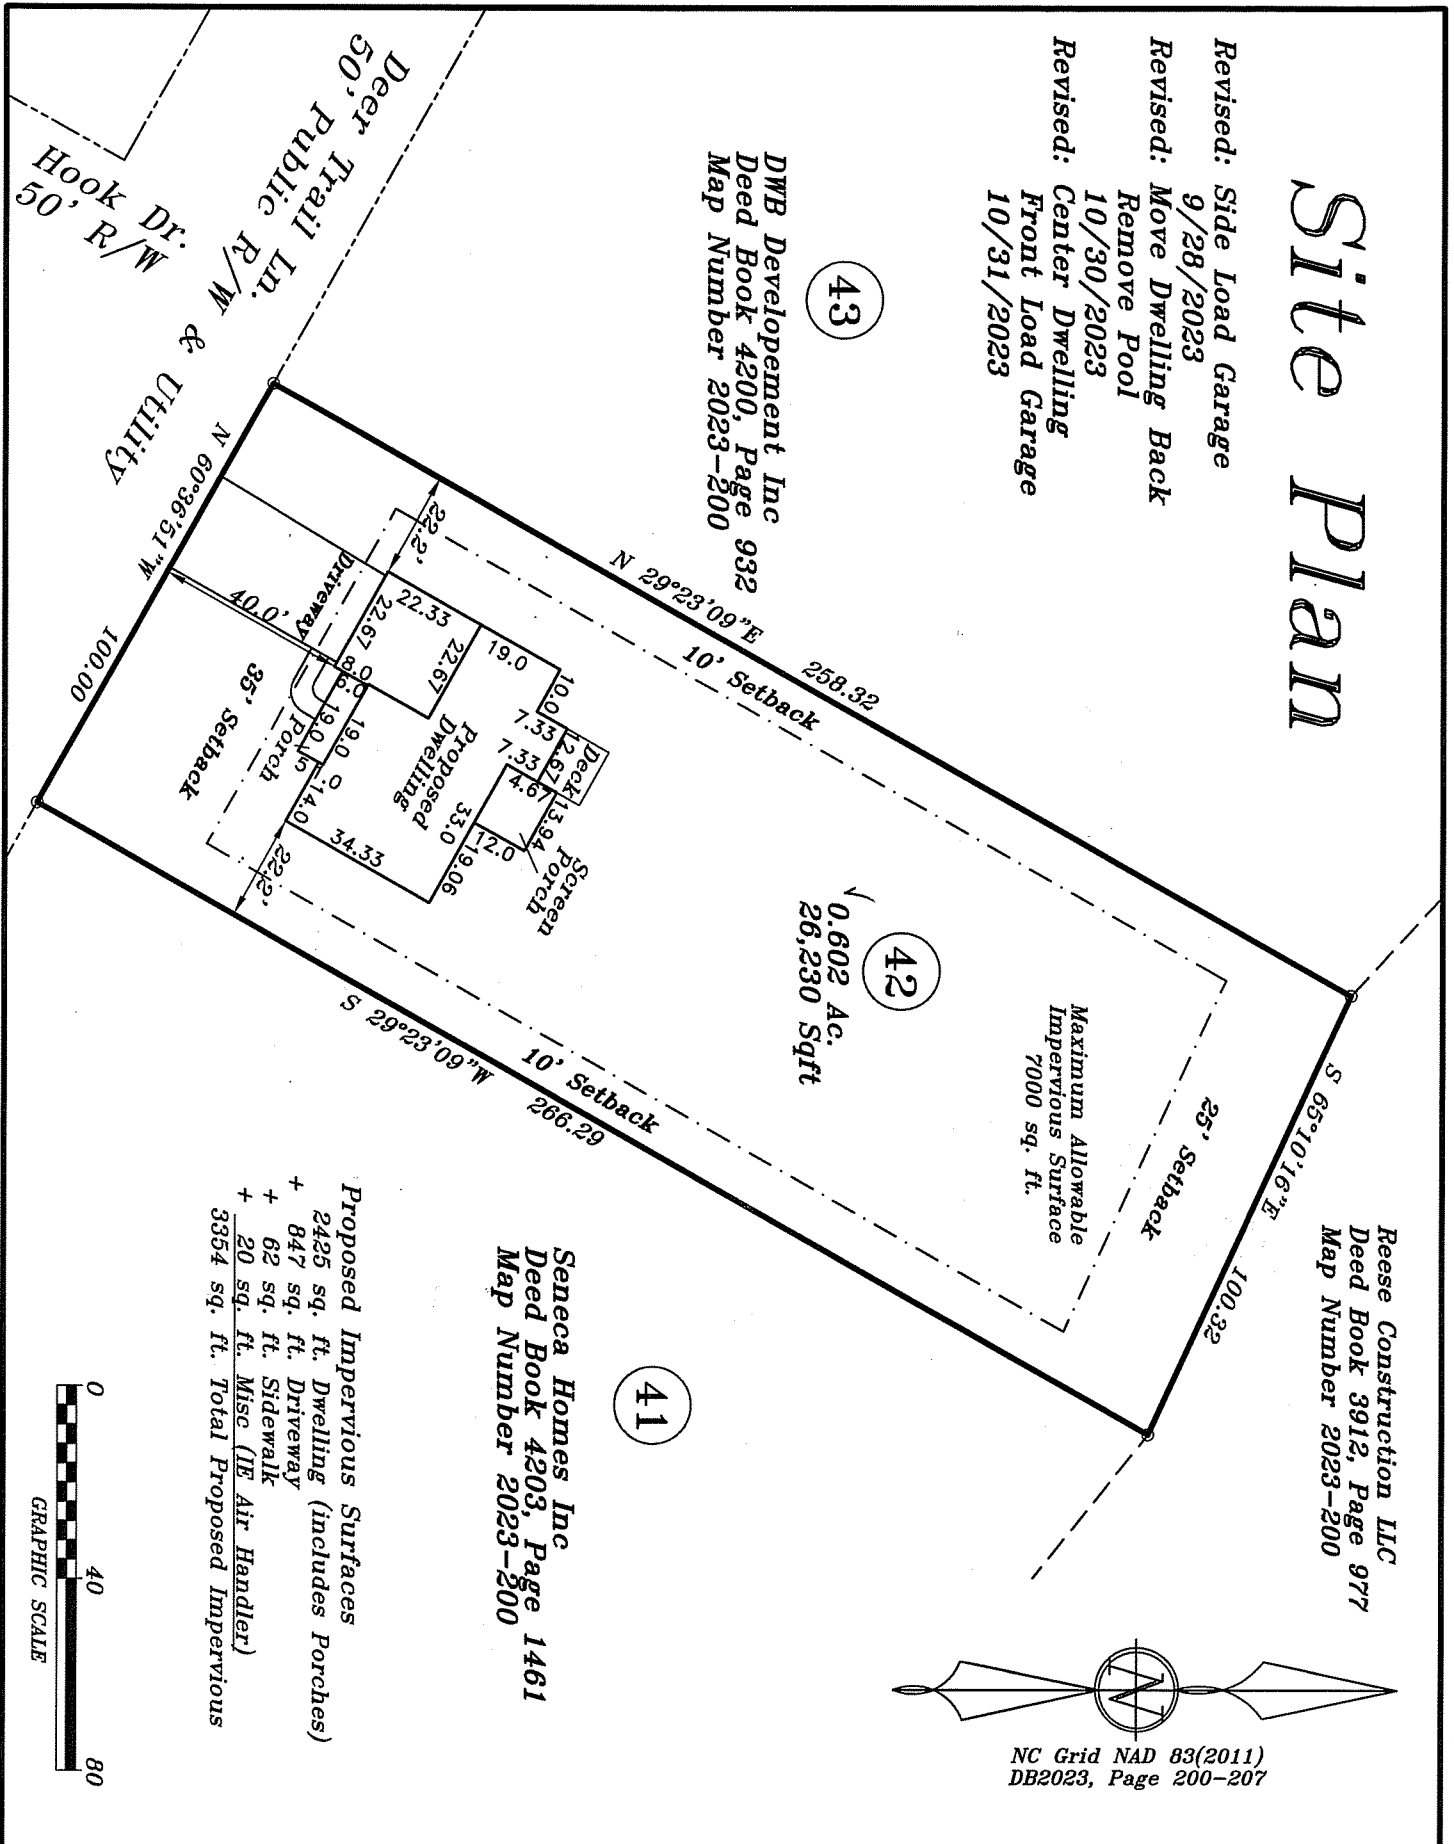 Site Plan
Revised: Side Load Garage
9/28/2023
Revised: Move Dwelling Back
Remove Pool
10/30/2023
Revised: Center Dwelling
Front Load Garage
10/31/2023
Reese Construction LLC
Deed Book 3912, Page 977
Map Number 2023-200
43
DWB Developement Inc
Deed Book 4200, Page 932
Map Number 2023-200
S 65°10'16"E
100.32
25' Setback
Maximum Allowable
Impervious Surface
7000 sq. ft.
NC Grid NAD 83(2011)
DB2023, Page 200-207
N
N 29°23'09"E
258.32
10' Setback
42
0.602 Ac.
26,230 Sqft
41
Seneca Homes Inc
Deed Book 4203, Page 1461
Map Number 2023-200
S 29°23'09"W
266.29
10' Setback
Deck
Screen
Porch
Proposed
Dwelling
22.2'
22.33
22.67
22.67
19.0
10.0
7.33
12.67
7.33
4.67
13.94
12.0
33.0
19.06
34.33
14.0
5.0
19.0
19.0
6.0
8.0
Porch
22.2'
Driveway
40.0'
35' Setback
Deer Trail Ln.
50' Public R/W & Utility
Hook Dr.
50' R/W
N 60°36'51"W
100.00
Proposed Impervious Surfaces
2425 sq. ft. Dwelling (includes Porches)
+ 847 sq. ft. Driveway
+ 62 sq. ft. Sidewalk
+ 20 sq. ft. Misc (IE Air Handler)
3354 sq. ft. Total Proposed Impervious
0 40 80
GRAPHIC SCALE